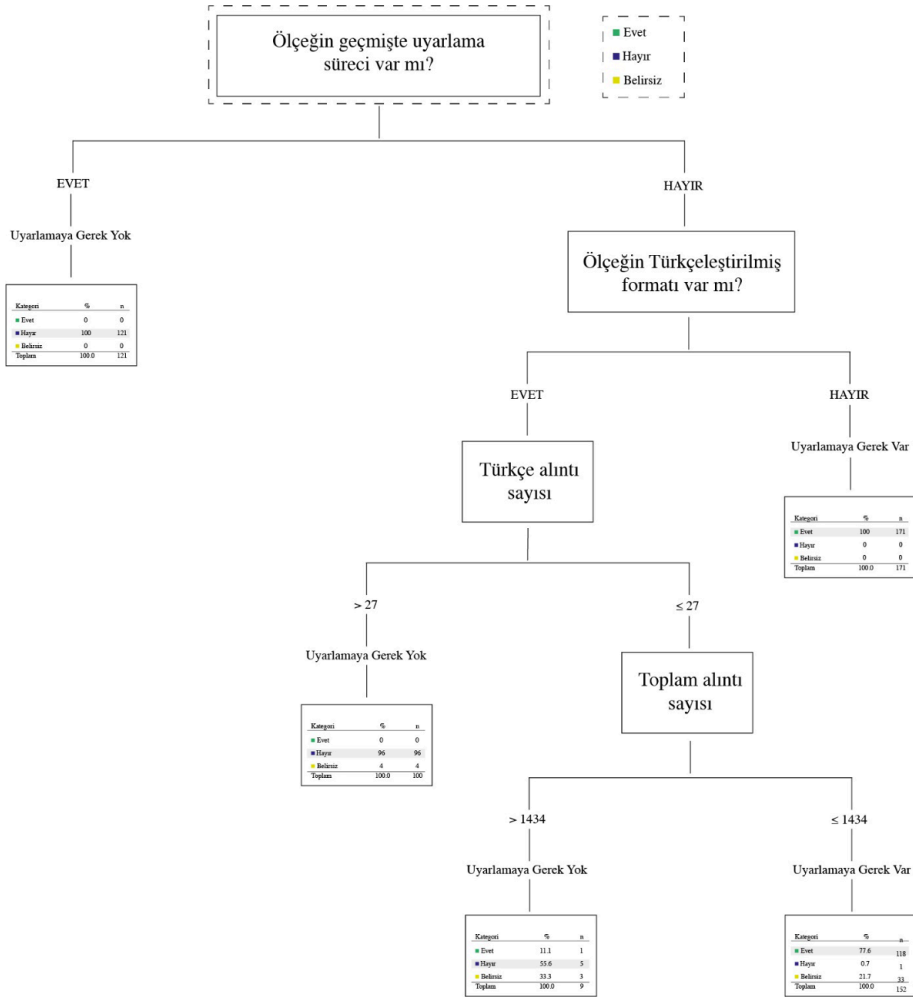 Ölçeğin geçmişte uyarlama
süreci var mı?
Evet
Hayır
Belirsiz
EVET
HAYIR
Uyarlamaya Gerek Yok
Kategori % n
Evet 0 0
Hayır 100 121
Belirsiz 0 0
Toplam 100.0 121
Ölçeğin Türkçeleştirilmiş
formatı var mı?
EVET
HAYIR
Türkçe alıntı
sayısı
Uyarlamaya Gerek Var
Kategori % n
Evet 100 171
Hayır 0 0
Belirsiz 0 0
Toplam 100.0 171
> 27
≤ 27
Uyarlamaya Gerek Yok
Kategori % n
Evet 0 0
Hayır 96 96
Belirsiz 4 4
Toplam 100.0 100
Toplam alıntı
sayısı
> 1434
≤ 1434
Uyarlamaya Gerek Yok
Kategori % n
Evet 11.1 1
Hayır 55.6 5
Belirsiz 33.3 3
Toplam 100.0 9
Uyarlamaya Gerek Var
Kategori % n
Evet 77.6 118
Hayır 0.7 1
Belirsiz 21.7 33
Toplam 100.0 152